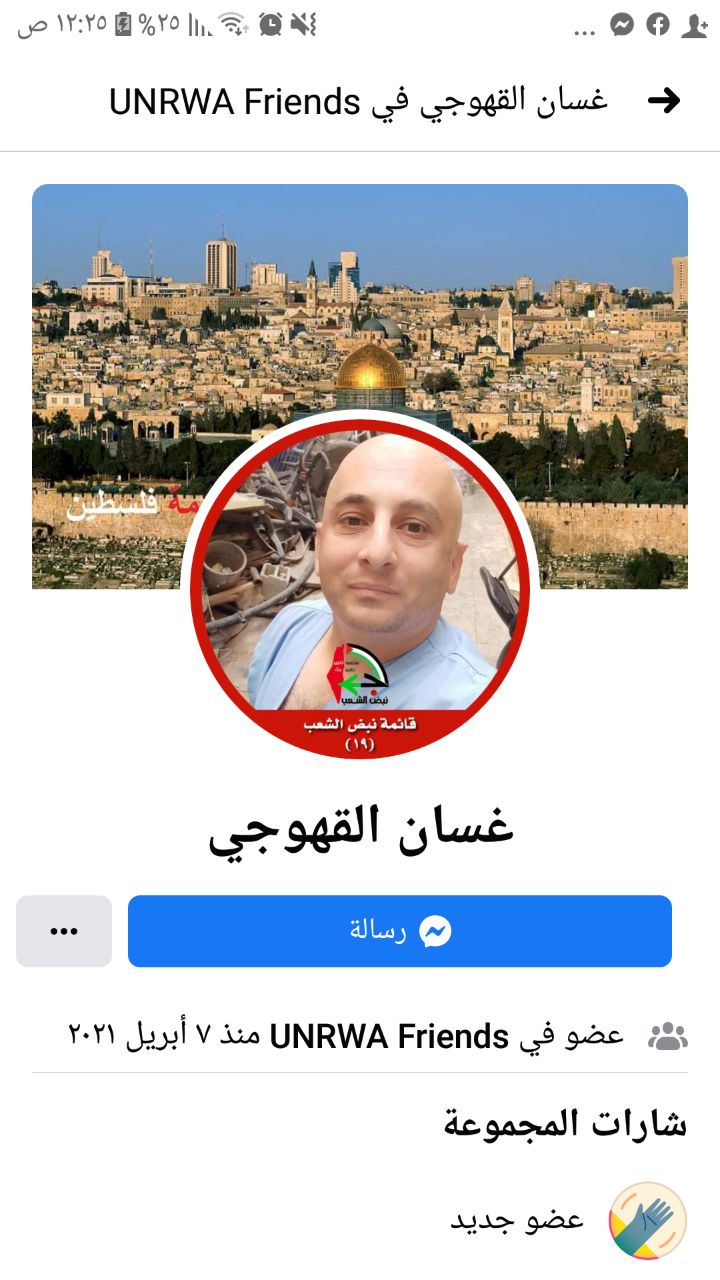 ١٢:٢٥ ص ٢٥%
غسان القهوجي في UNRWA Friends
مة فلسطين
نبض الشعب
قائمة نبض الشعب
(١٩)
غسان القهوجي
رسالة
عضو في UNRWA Friends منذ ٧ أبريل ٢٠٢١
شارات المجموعة
عضو جديد